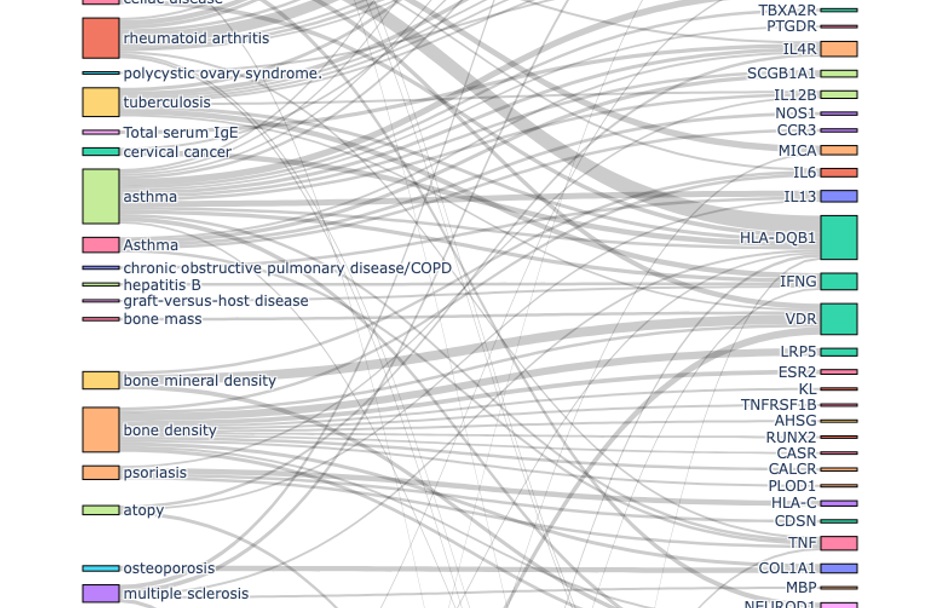 celiac disease
rheumatoid arthritis
polycystic ovary syndrome.
tuberculosis
Total serum IgE
cervical cancer
asthma
Asthma
chronic obstructive pulmonary disease/COPD
hepatitis B
graft-versus-host disease
bone mass
bone mineral density
bone density
psoriasis
atopy
osteoporosis
multiple sclerosis
TBXA2R
PTGDR
IL4R
SCGB1A1
IL12B
NOS1
CCR3
MICA
IL6
IL13
HLA-DQB1
IFNG
VDR
LRP5
ESR2
KL
TNFRSF1B
AHSG
RUNX2
CASR
CALCR
PLOD1
HLA-C
CDSN
TNF
COL1A1
MBP
NEUROD1